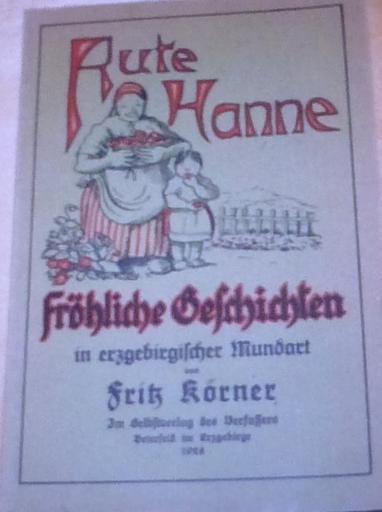 Rute
Hanne
Fröhliche Geschichten
in erzgebirgischer Mundart
von
Fritz Körner
Im Selbstverlag des Verfassers
Beierfeld im Erzgebirge